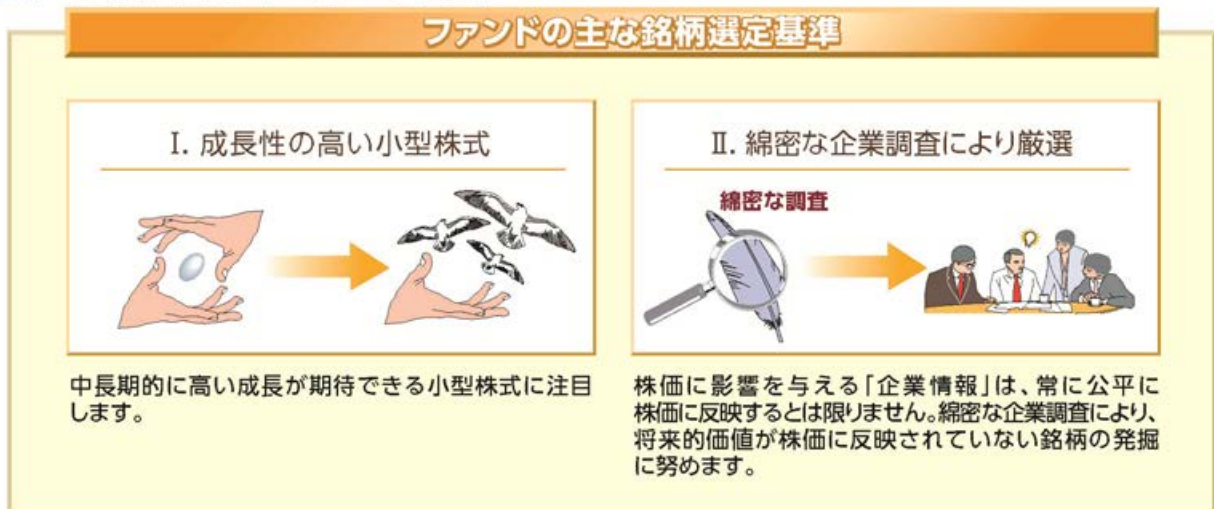 ファンドの主な銘柄選定基準
Ⅰ. 成長性の高い小型株式
中長期的に高い成長が期待できる小型株式に注目
します。
Ⅱ. 綿密な企業調査により厳選
綿密な調査
株価に影響を与える「企業情報」は、常に公平に
株価に反映するとは限りません。綿密な企業調査により、
将来的価値が株価に反映されていない銘柄の発掘
に努めます。